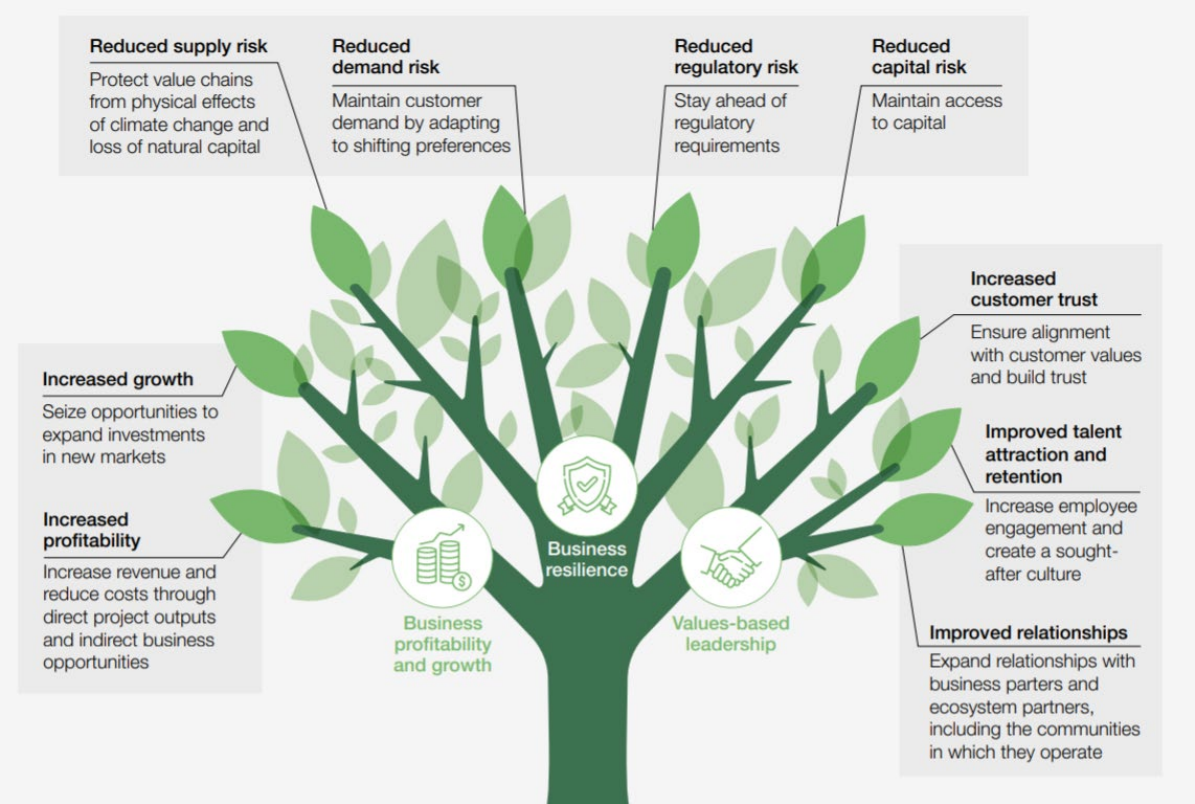 Reduced supply risk
Protect value chains
from physical effects
of climate change and
loss of natural capital
Reduced
demand risk
Maintain customer
demand by adapting
to shifting preferences
Reduced
regulatory risk
Stay ahead of
regulatory
requirements
Reduced
capital risk
Maintain access
to capital
Increased
customer trust
Ensure alignment
with customer values
and build trust
Increased growth
Seize opportunities to
expand investments
in new markets
Improved talent
attraction and
retention
Increase employee
engagement and
create a sought-
after culture
Increased
profitability
Increase revenue and
reduce costs through
direct project outputs
and indirect business
opportunities
Business
resilience
$
Business
profitability
and growth
Values-based
leadership
Improved relationships
Expand relationships with
business parters and
ecosystem partners,
including the communities
in which they operate